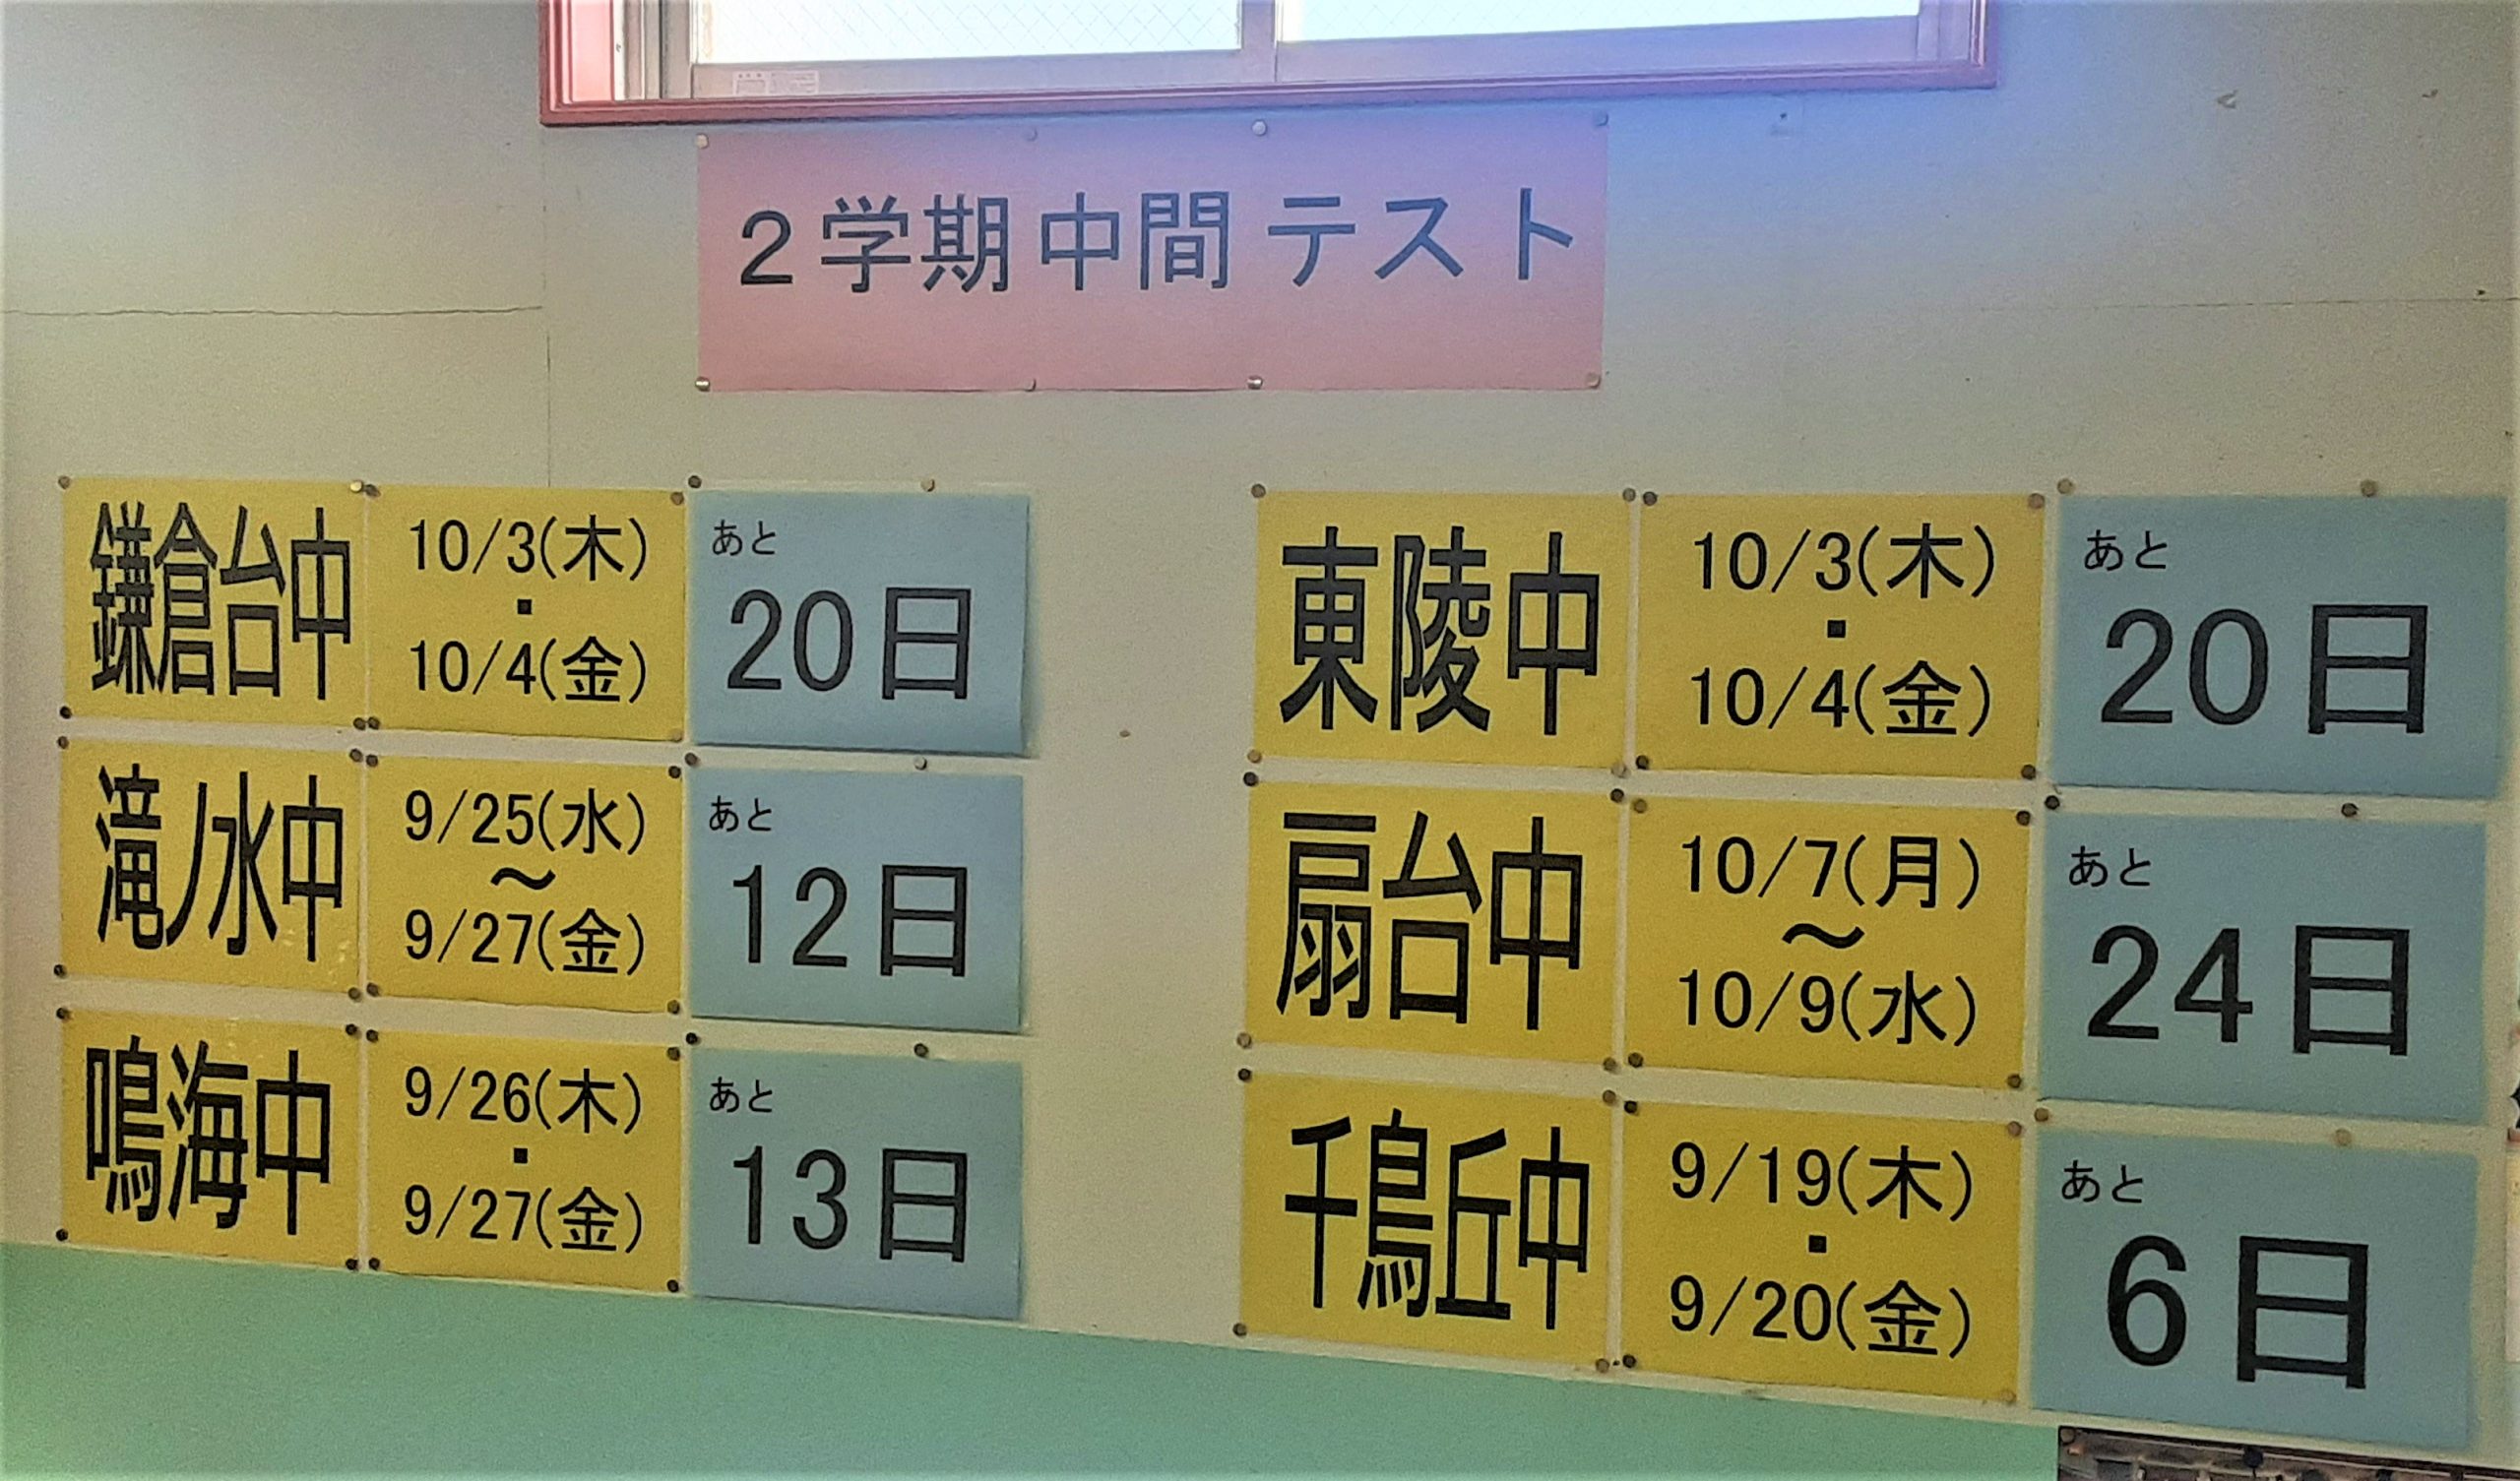 ２学期中間テスト
鎌倉台中
10/3(木)
・
10/4(金)
あと
20日
滝ノ水中
9/25(水)
～
9/27(金)
あと
12日
鳴海中
9/26(木)
・
9/27(金)
あと
13日
東陵中
10/3(木)
・
10/4(金)
あと
20日
扇台中
10/7(月)
～
10/9(水)
あと
24日
千鳥丘中
9/19(木)
・
9/20(金)
あと
6日